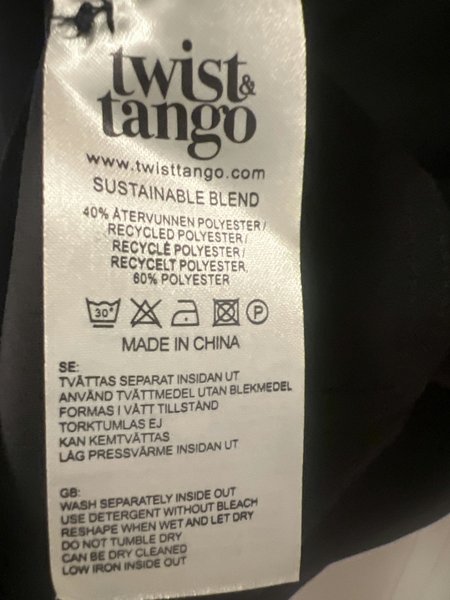 twist&
tango
www.twisttango.com
SUSTAINABLE BLEND
40% ÅTERVUNNEN POLYESTER/
RECYCLED POLYESTER/
RECYCLÉ POLYESTER/
RECYCELT POLYESTER,
60% POLYESTER
30° P
MADE IN CHINA
SE:
TVÄTTAS SEPARAT INSIDAN UT
ANVÄND TVÄTTMEDEL UTAN BLEKMEDEL
FORMAS I VÅTT TILLSTÅND
TORKTUMLAS EJ
KAN KEMTVÄTTAS
LÅG PRESSVÄRME INSIDAN UT
GB:
WASH SEPARATELY INSIDE OUT
USE DETERGENT WITHOUT BLEACH
RESHAPE WHEN WET AND LET DRY
DO NOT TUMBLE DRY
CAN BE DRY CLEANED
LOW IRON INSIDE OUT